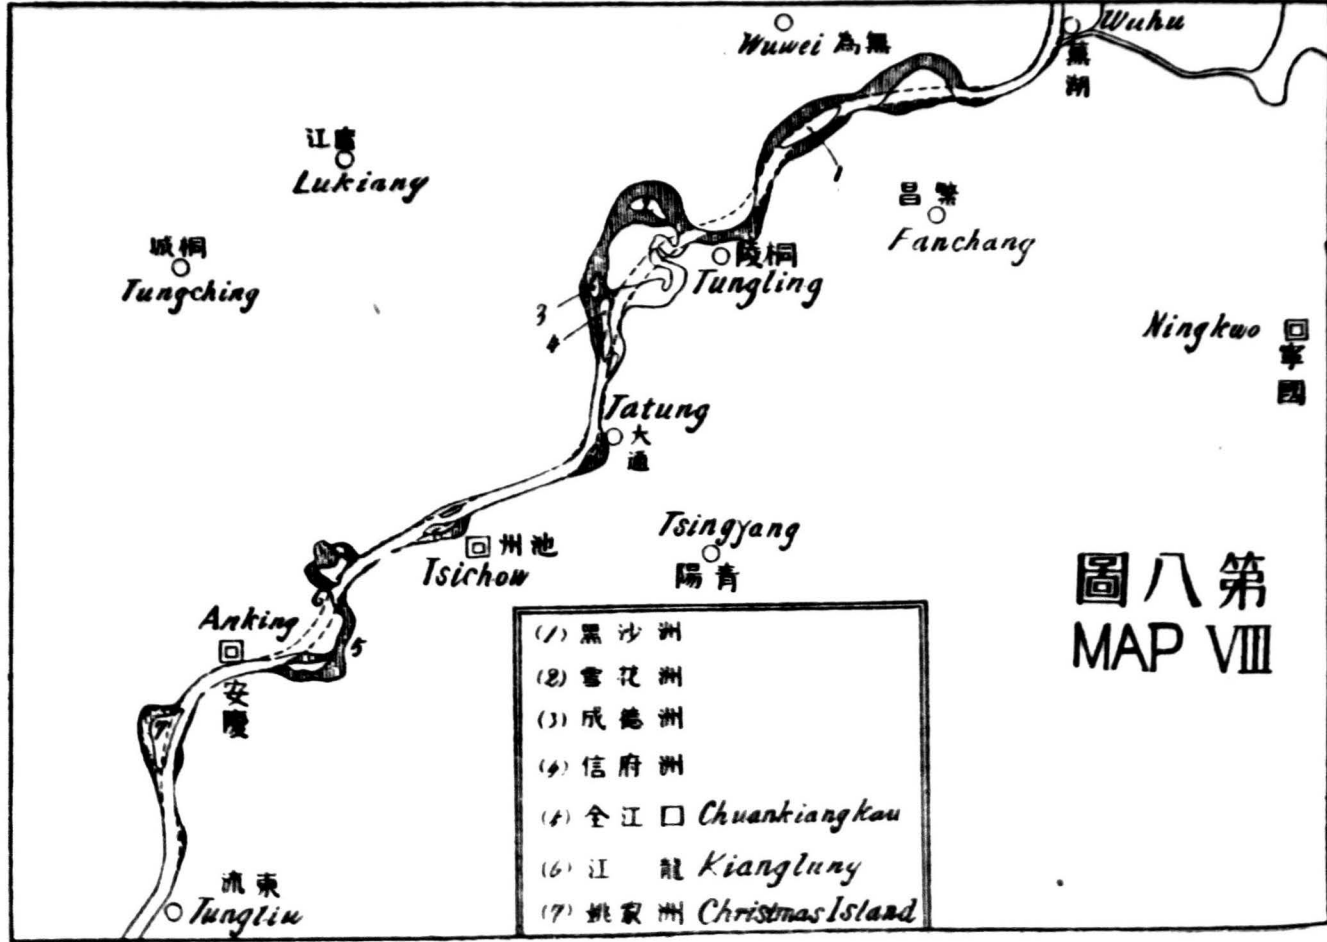 Wuhu
蕪湖
Wuwei 為無
江廬
Lukiang
1
昌繁
Fanchang
城桐
Tungching
陵桐
Tungling
3
4
Ningkwo
寧國
Tatung
大通
Tsingyang
陽青
州池
Tsichow
Anking
安慶
6
5
7
流東
Tungliu
圖八第
MAP VIII
(1) 黑沙洲
(2) 雪花洲
(3) 成德洲
(4) 信府洲
(5) 全江口 Chuankiangkau
(6) 江龍 Kianglung
(7) 姚家洲 Christmas Island